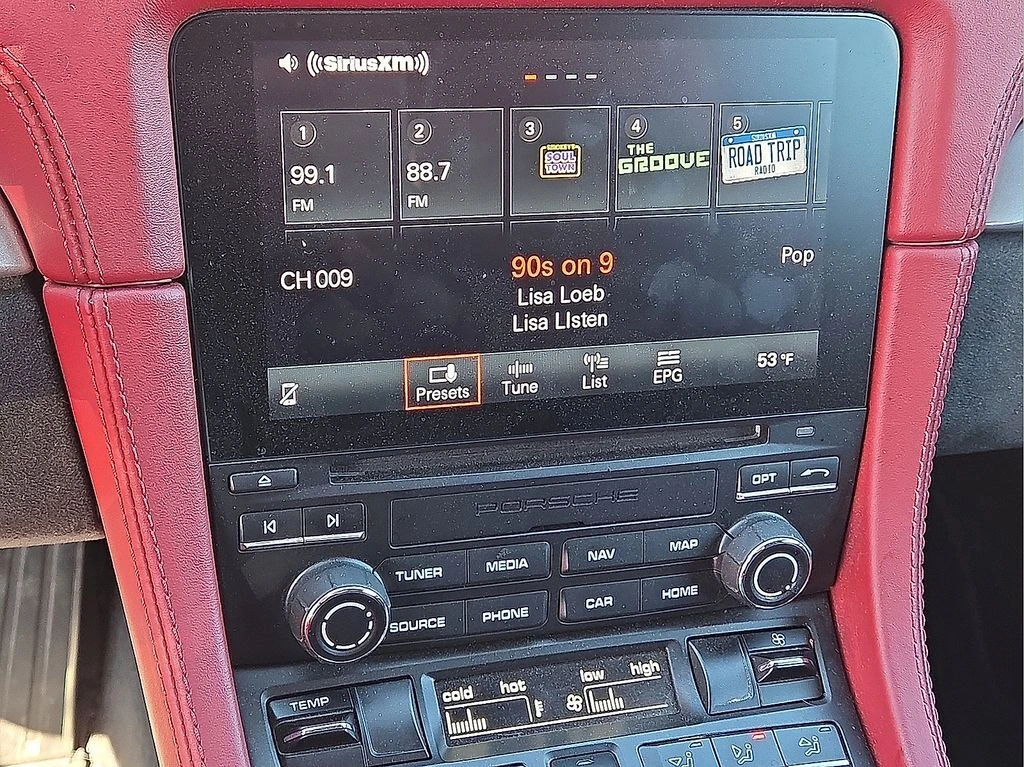 SiriusXM
1
99.1
FM
2
88.7
FM
3
SMOKEY'S
SOUL
TOWN
4
THE
GROOVE
5
SIRIUSXM
ROAD TRIP
RADIO
CH 009
90s on 9
Pop
Lisa Loeb
Lisa LIsten
Presets
Tune
List
EPG
53 °F
OPT
PORSCHE
TUNER
MEDIA
NAV
MAP
SOURCE
PHONE
CAR
HOME
TEMP
cold
hot
low
high